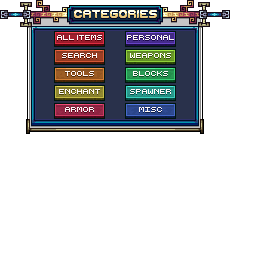 CATEGORIES
ALL ITEMS PERSONAL
SEARCH WEAPONS
TOOLS BLOCKS
ENCHANT SPAWNER
ARMOR MISC